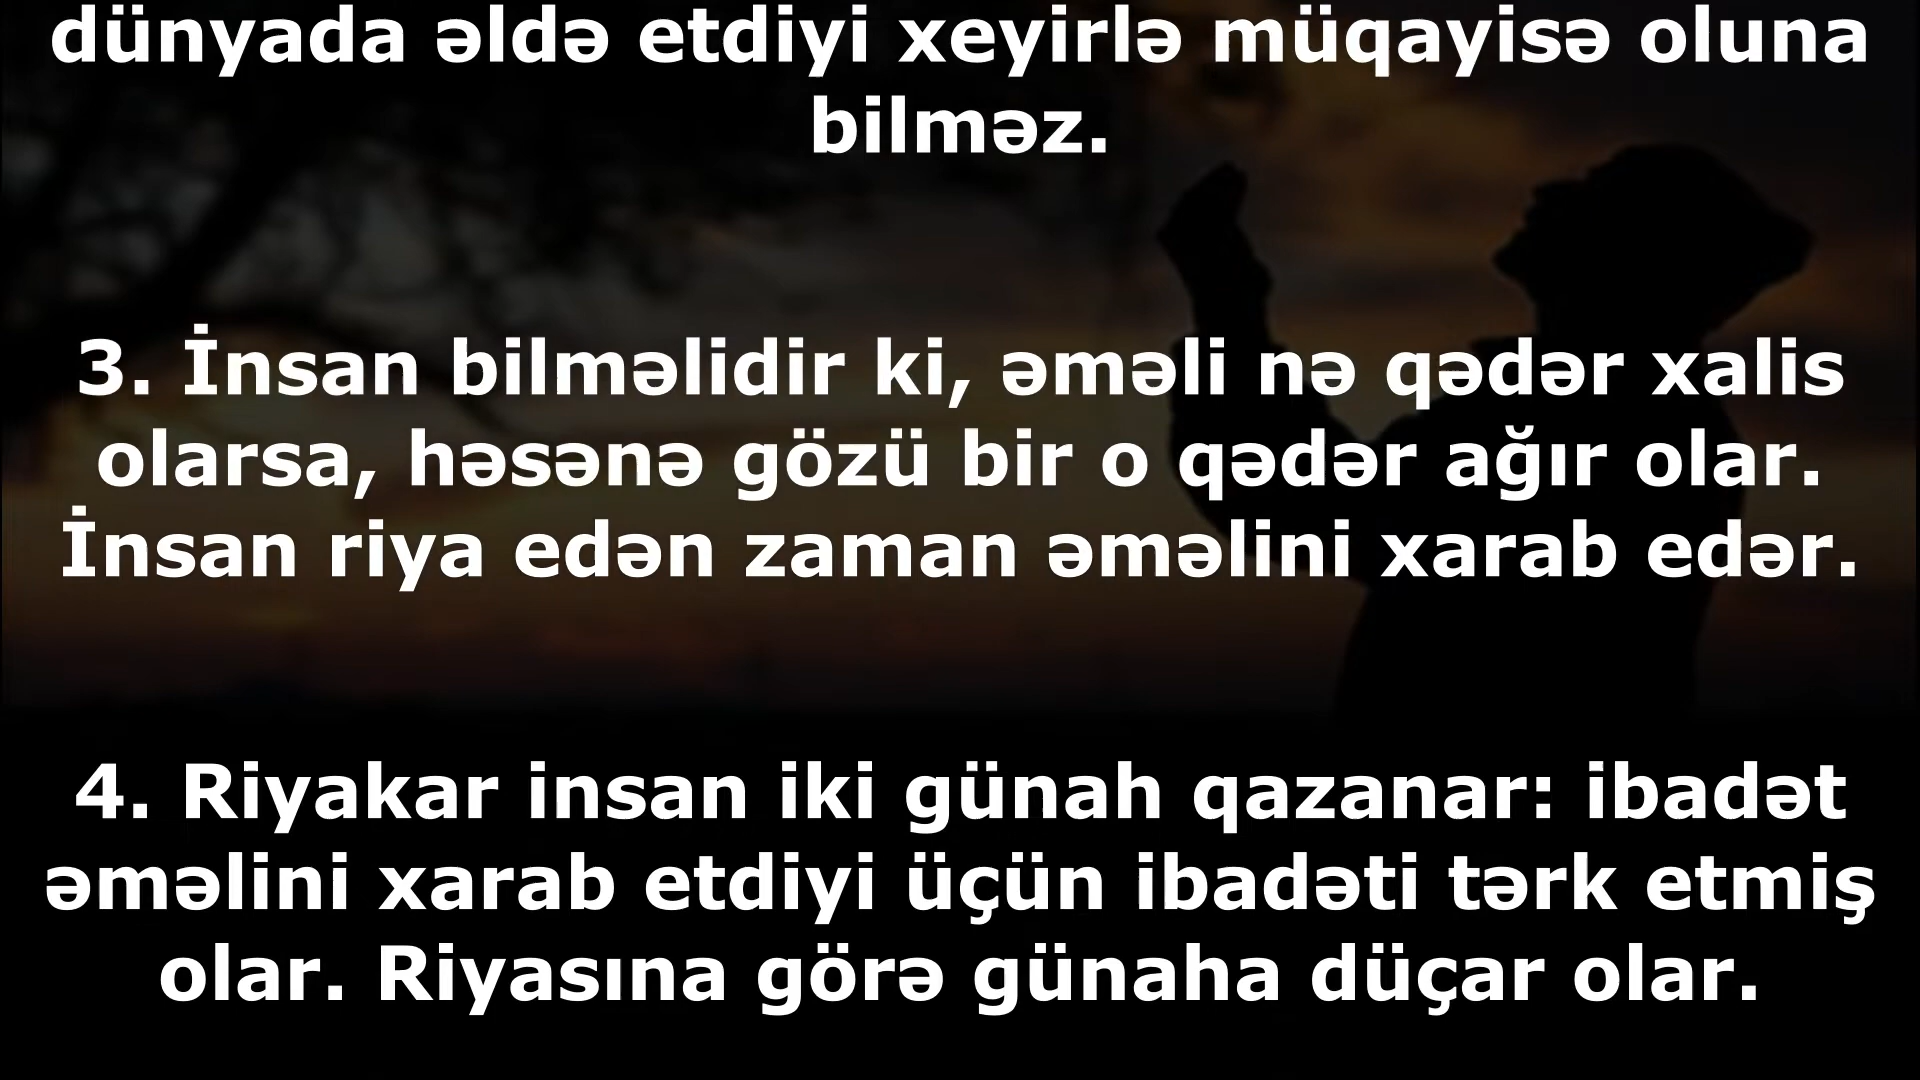 dünyada əldə etdiyi xeyirlə müqayisə oluna
bilməz.
3. İnsan bilməlidir ki, əməli nə qədər xalis
olarsa, həsənə gözü bir o qədər ağır olar.
İnsan riya edən zaman əməlini xarab edər.
4. Riyakar insan iki günah qazanar: ibadət
əməlini xarab etdiyi üçün ibadəti tərk etmiş
olar. Riyasına görə günaha düçar olar.